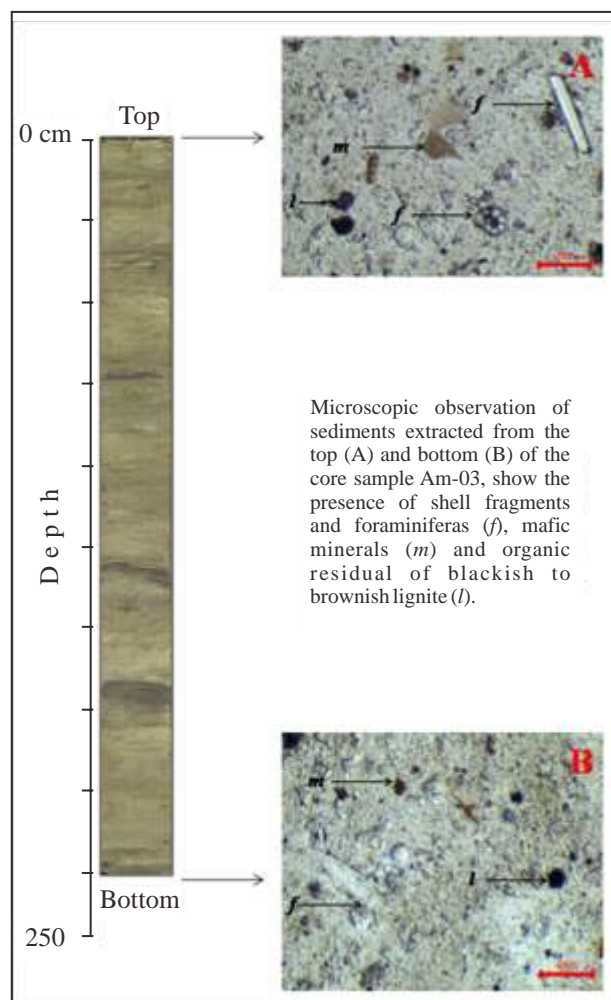 Top
0 cm
A
f
m
l
f
Microscopic observation of
sediments extracted from the
top (A) and bottom (B) of the
core sample Am-03, show the
presence of shell fragments
and foraminiferas (f), mafic
minerals (m) and organic
residual of blackish to
brownish lignite (l).
Depth
B
m
l
f
Bottom
250